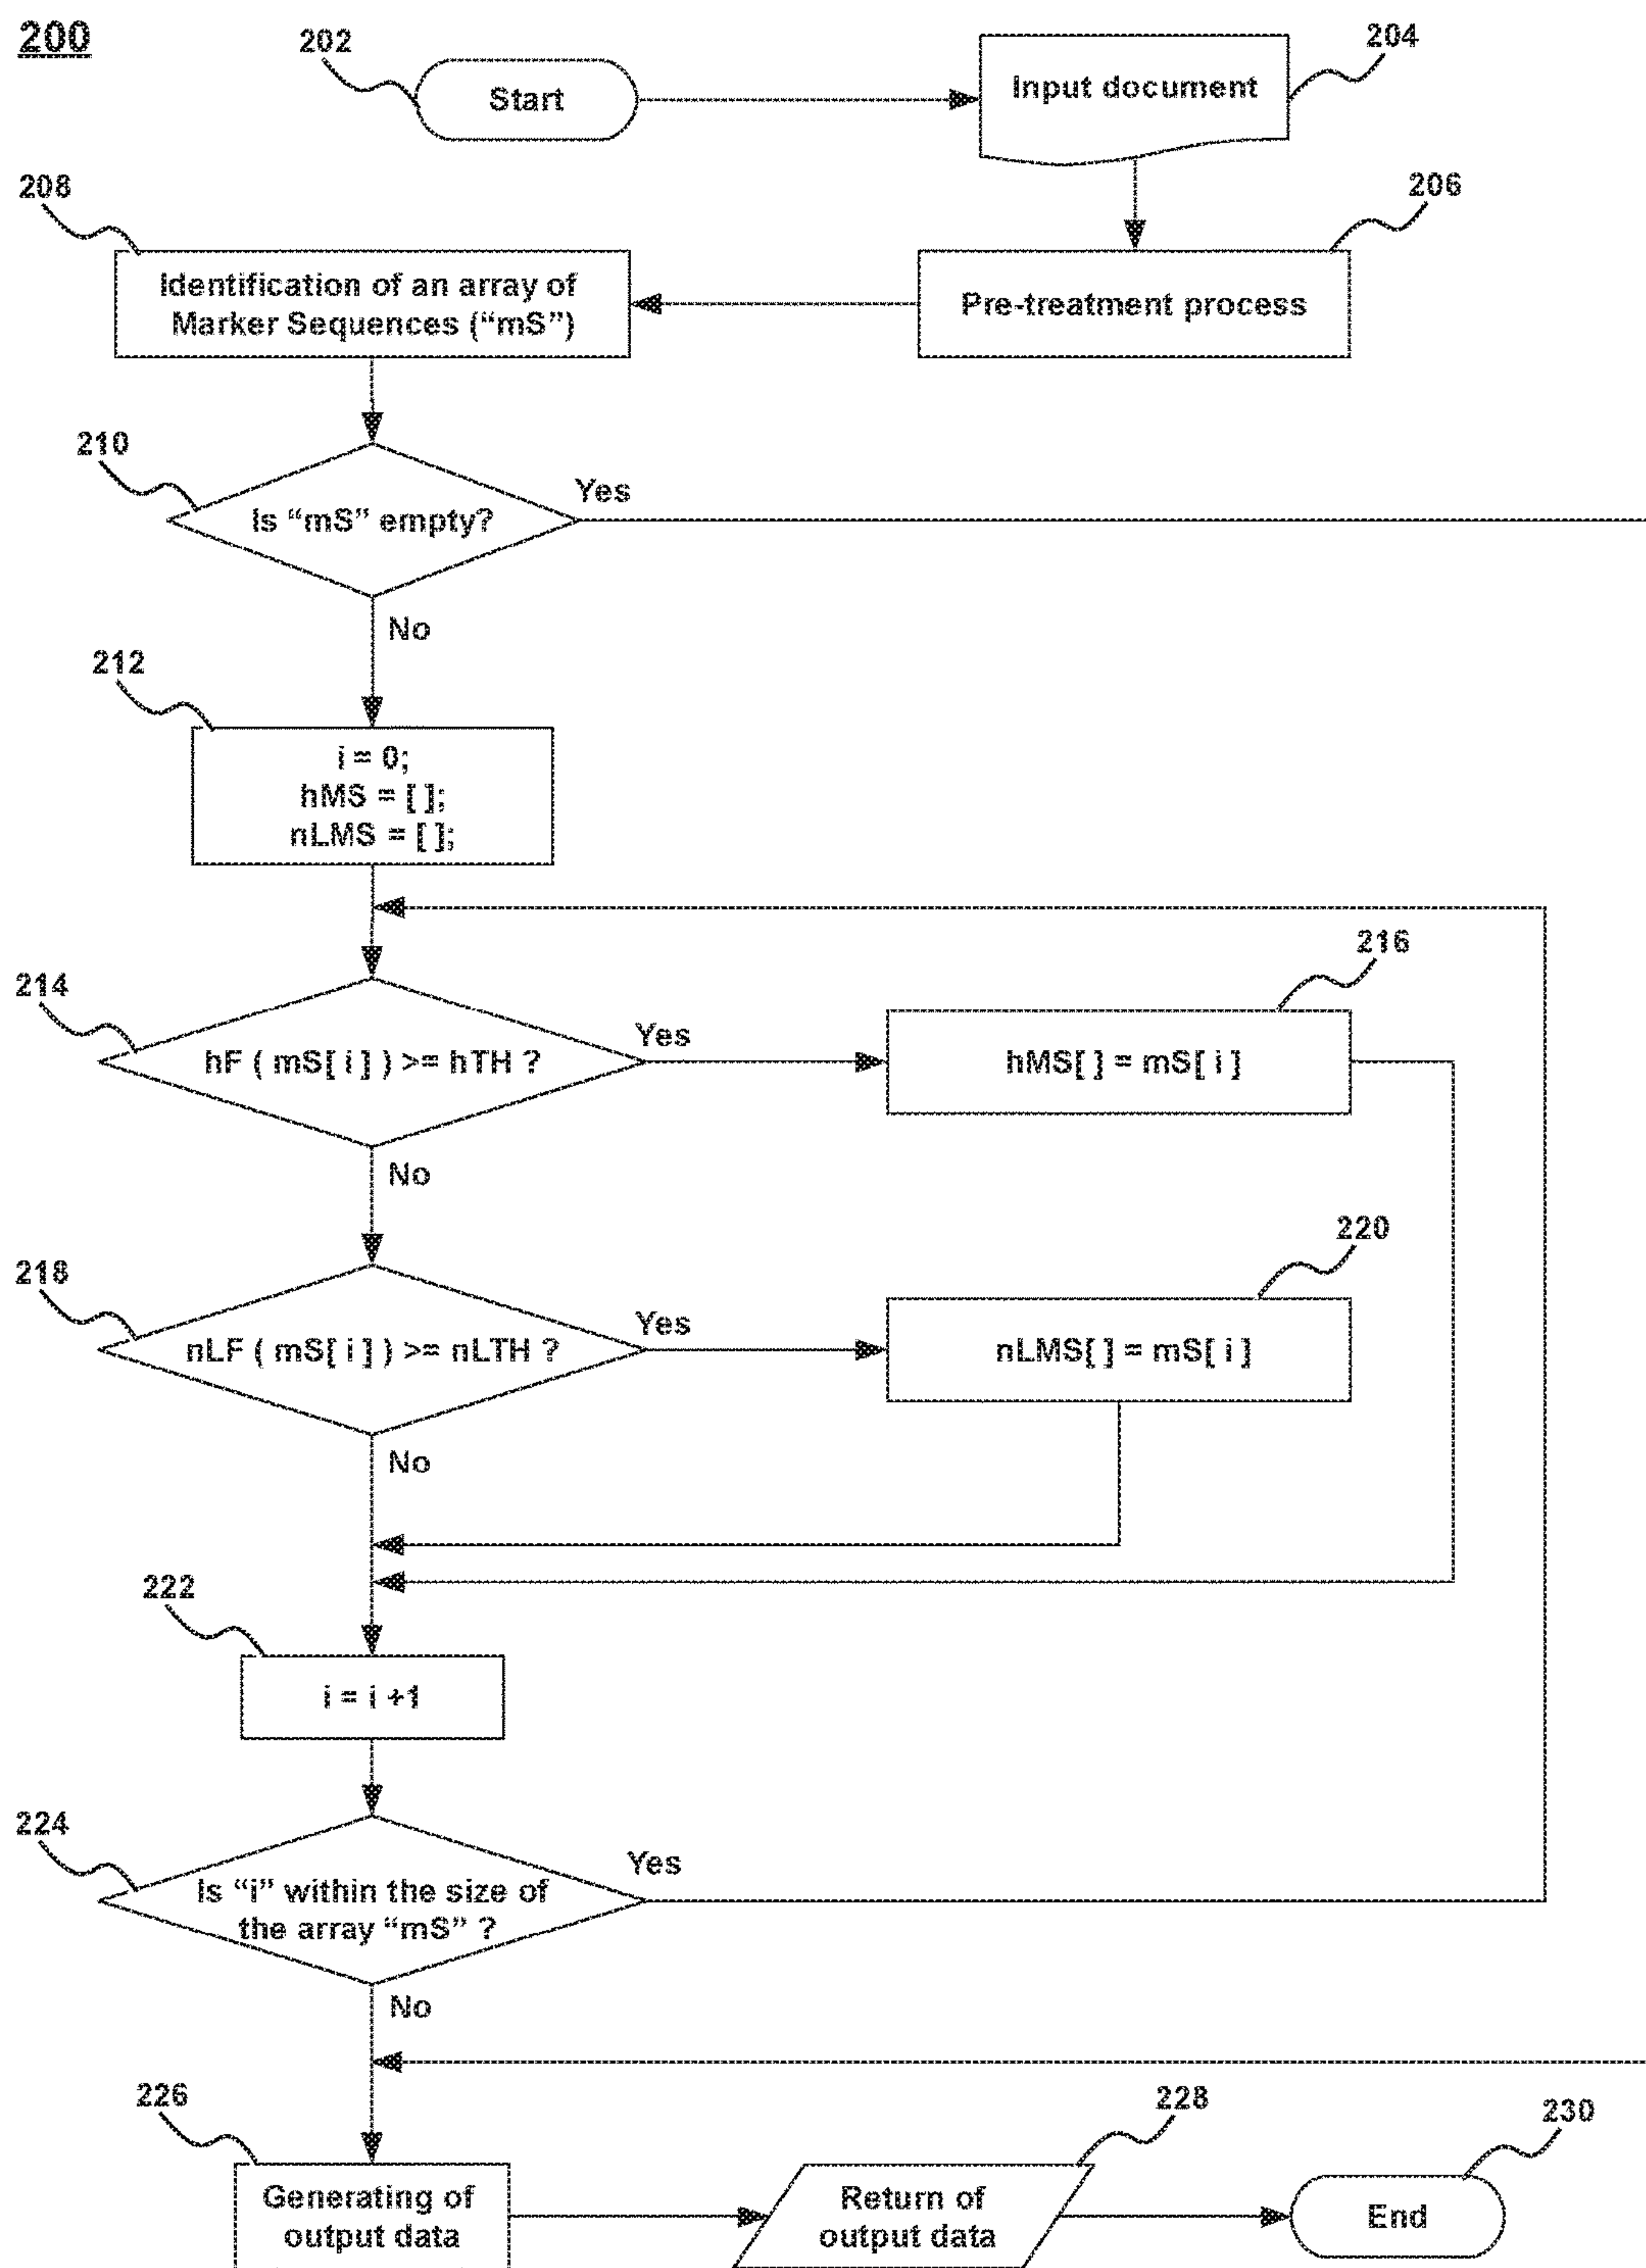 200
202
Start
204
Input document
206
Pre-treatment process
208
Identification of an array of
Marker Sequences (“mS”)
210
Is “mS” empty?
Yes
No
212
i = 0;
hMS = [ ];
nLMS = [ ];
214
hF ( mS[ i ] ) >= hTH ?
Yes
216
hMS[ ] = mS[ i ]
No
218
nLF ( mS[ i ] ) >= nLTH ?
Yes
220
nLMS[ ] = mS[ i ]
No
222
i = i +1
224
Is “i” within the size of
the array “mS” ?
Yes
No
226
Generating of
output data
228
Return of
output data
230
End